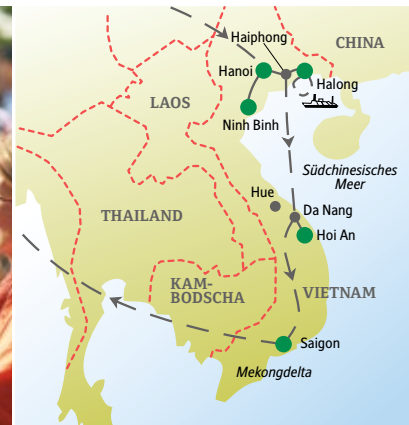 Haiphong
CHINA
Hanoi
Halong
LAOS
Ninh Binh
Südchinesisches
Meer
Hue
THAILAND
Da Nang
Hoi An
KAM-
BODSCHA
VIETNAM
Saigon
Mekongdelta